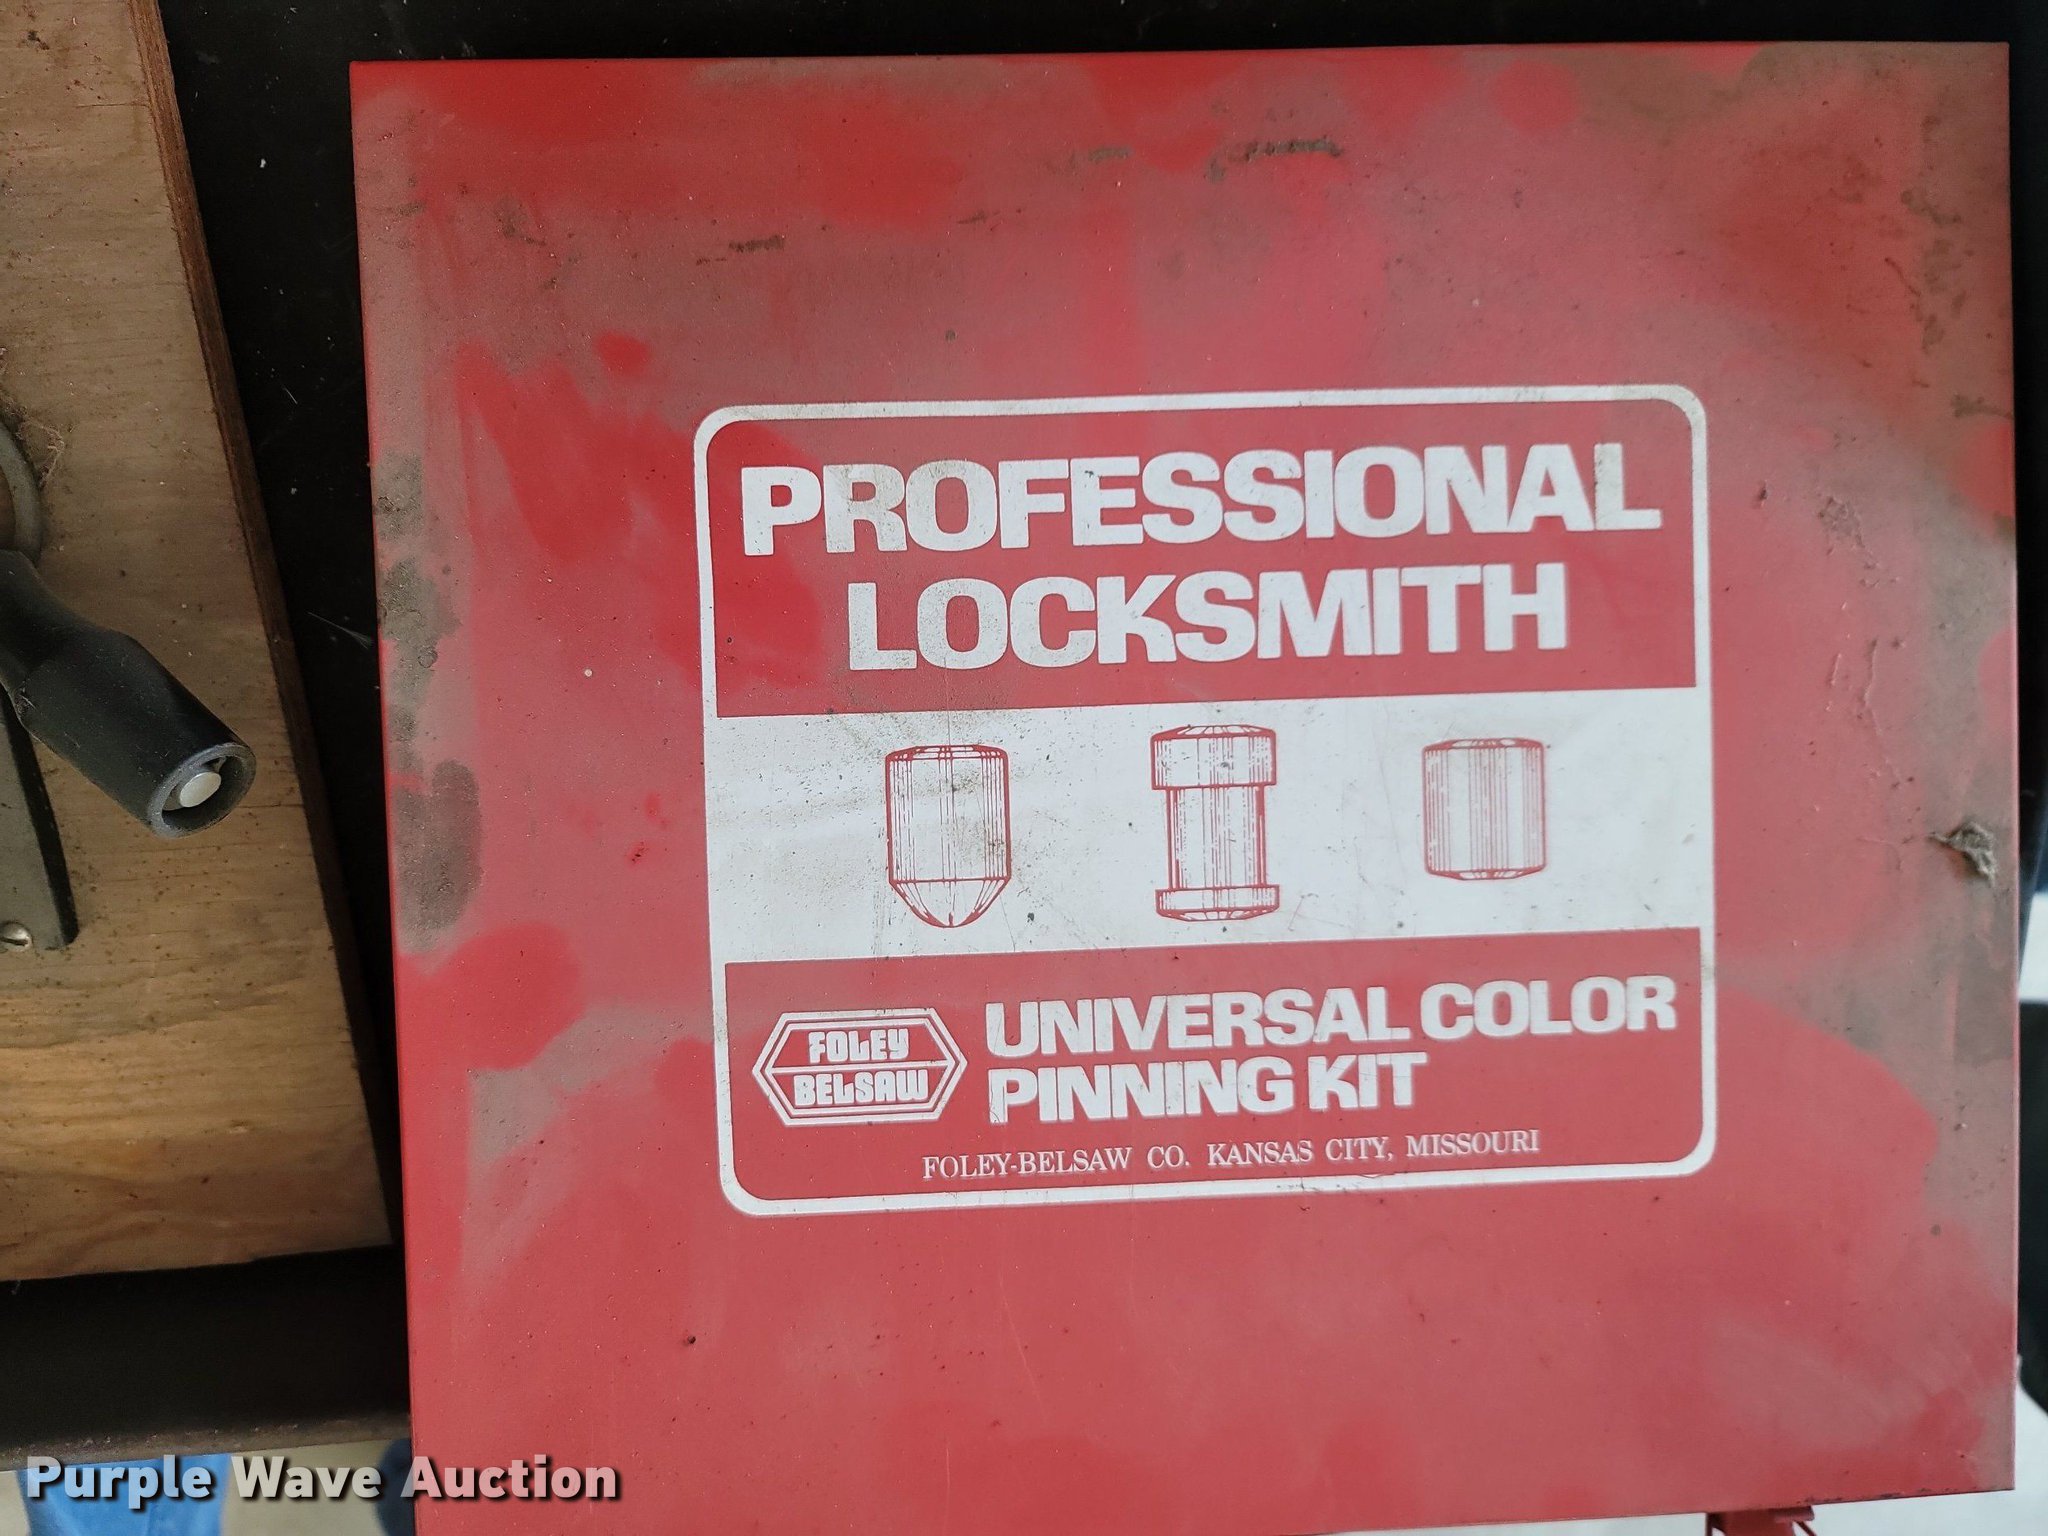 PROFESSIONAL
LOCKSMITH
FOLEY
BELSAW
UNIVERSAL COLOR
PINNING KIT
FOLEY-BELSAW CO. KANSAS CITY, MISSOURI
Purple Wave Auction